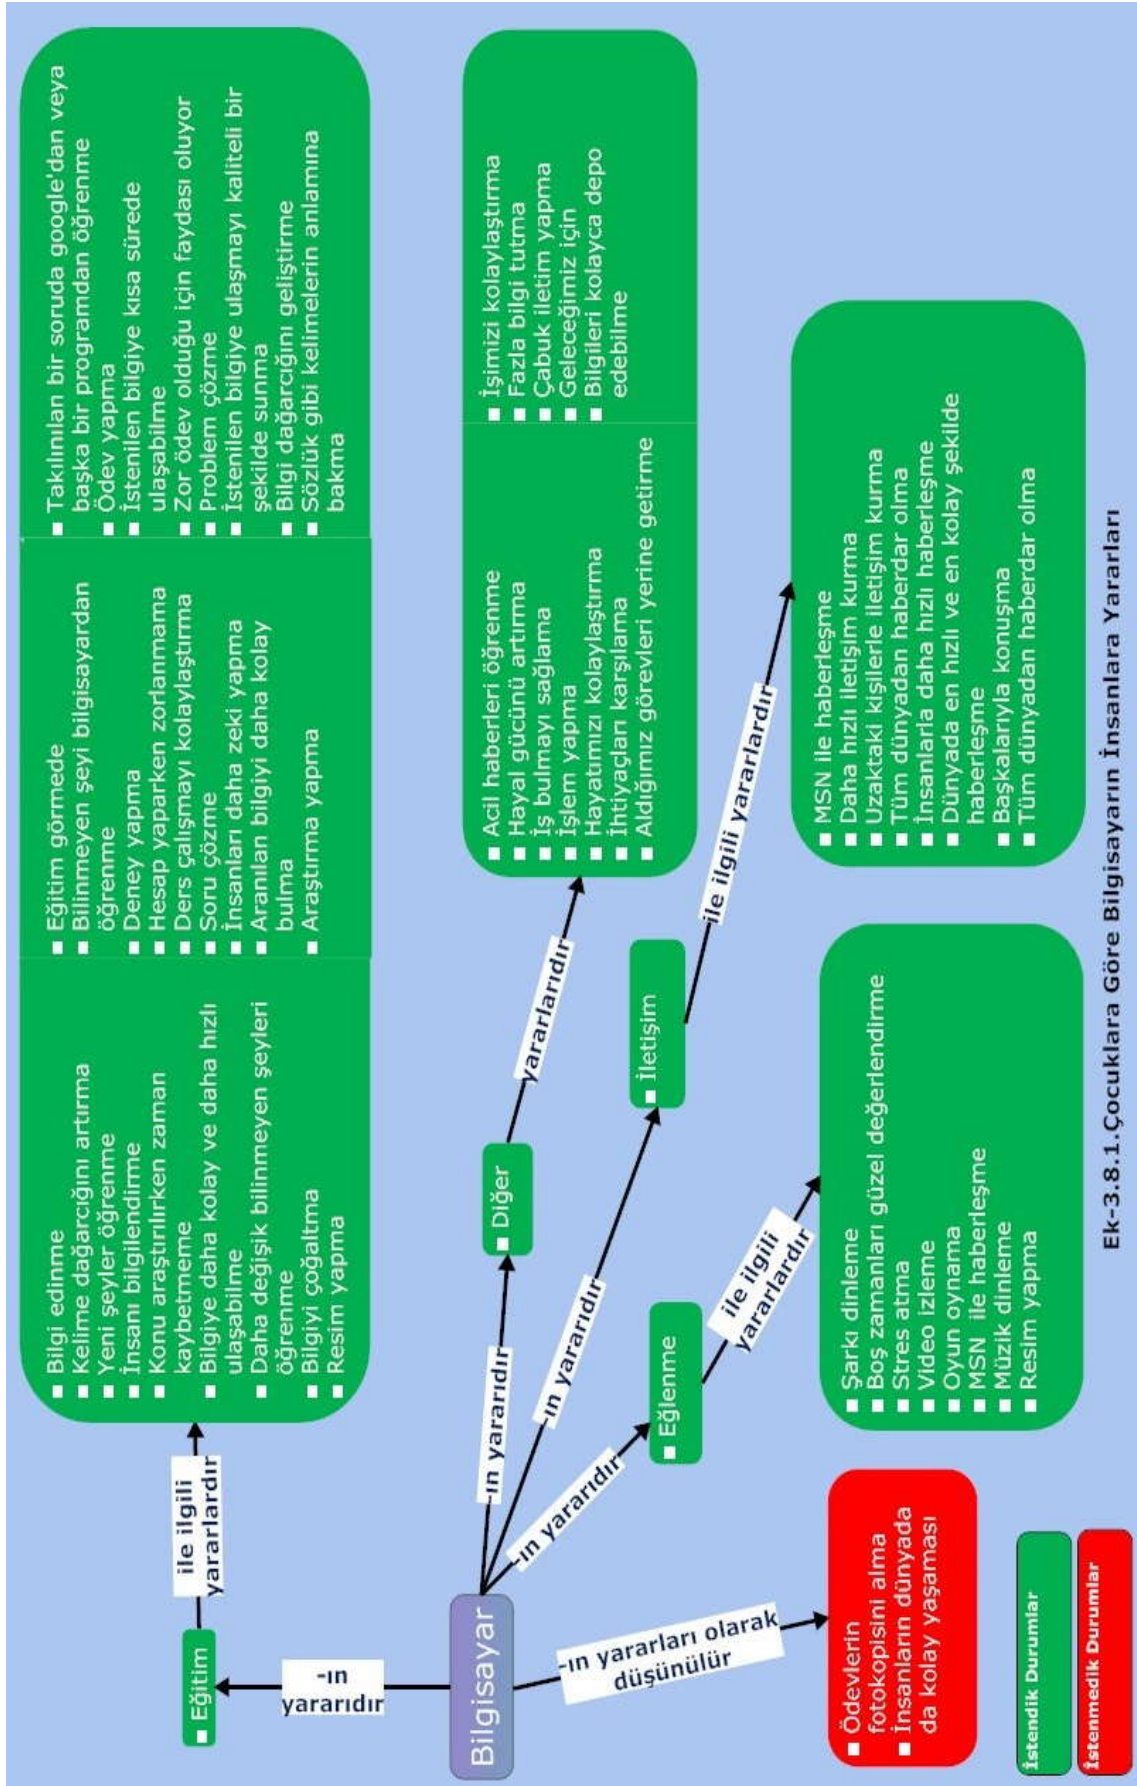 Bilgisayar
-ın
yararıdır
Eğitim
ile ilgili
yararlardır
Bilgi edinme
Kelime dağarcığını artırma
Yeni şeyler öğrenme
İnsanı bilgilendirme
Konu araştırılırken zaman
kaybetmeme
Bilgiye daha kolay ve daha hızlı
ulaşabilme
Daha değişik bilinmeyen şeyleri
öğrenme
Bilgiyi çoğaltma
Resim yapma
Eğitim görmede
Bilinmeyen şeyi bilgisayardan
öğrenme
Deney yapma
Hesap yaparken zorlanmama
Ders çalışmayı kolaylaştırma
Soru çözme
İnsanları daha zeki yapma
Aranılan bilgiyi daha kolay
bulma
Araştırma yapma
Takılınılan bir soruda google'dan veya
başka bir programdan öğrenme
Ödev yapma
İstenilen bilgiye kısa sürede
ulaşabilme
Zor ödev olduğu için faydası oluyor
Problem çözme
İstenilen bilgiye ulaşmayı kaliteli bir
şekilde sunma
Bilgi dağarcığını geliştirme
Sözlük gibi kelimelerin anlamına
bakma
-ın yararıdır
Diğer
yararlarıdır
Acil haberleri öğrenme
Hayal gücünü artırma
İş bulmayı sağlama
İşlem yapma
Hayatımızı kolaylaştırma
İhtiyaçları karşılama
Aldığımız görevleri yerine getirme
İşimizi kolaylaştırma
Fazla bilgi tutma
Çabuk iletim yapma
Geleceğimiz için
Bilgileri kolayca depo
edebilme
-ın yararıdır
İletişim
ile ilgili yararlardır
MSN ile haberleşme
Daha hızlı iletişim kurma
Uzaktaki kişilerle iletişim kurma
Tüm dünyadan haberdar olma
İnsanlarla daha hızlı haberleşme
Dünyada en hızlı ve en kolay şekilde
haberleşme
Başkalarıyla konuşma
Tüm dünyadan haberdar olma
-ın yararıdır
Eğlenme
ile ilgili
yararlardır
Şarkı dinleme
Boş zamanları güzel değerlendirme
Stres atma
Video izleme
Oyun oynama
MSN ile haberleşme
Müzik dinleme
Resim yapma
-ın yararları olarak
düşünülür
Ödevlerin
fotokopisini alma
İnsanların dünyada
da kolay yaşaması
İstendik Durumlar
İstenmedik Durumlar
Ek-3.8.1.Çocuklara Göre Bilgisayarın İnsanlara Yararları